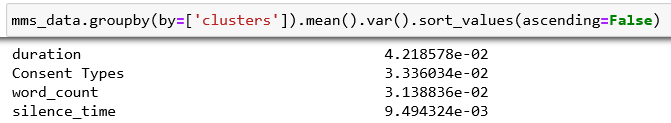 mms_data.groupby(by=['clusters']).mean().var().sort_values(ascending=False)
duration 4.218578e-02
Consent Types 3.336034e-02
word_count 3.138836e-02
silence_time 9.494324e-03